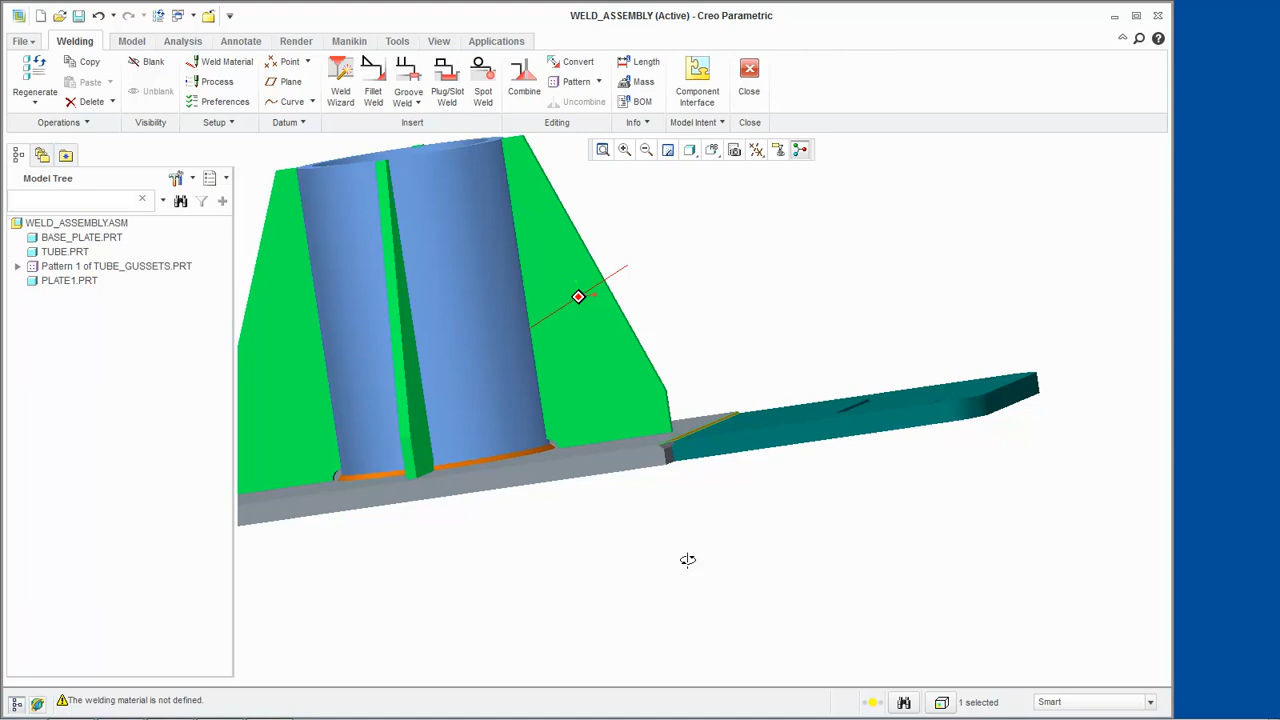 WELD_ASSEMBLY (Active) - Creo Parametric
File Welding Model Analysis Annotate Render Manikin Tools View Applications
Regenerate
Copy
Paste
Delete
Blank
Unblank
Weld Material
Process
Preferences
Point
Plane
Curve
Weld Wizard
Fillet Weld
Groove Weld
Plug/Slot Weld
Spot Weld
Combine
Convert
Pattern
Uncombine
Length
Mass
BOM
Component Interface
Close
Operations Visibility Setup Datum Insert Editing Info Model Intent Close
Model Tree
WELD_ASSEMBLY.ASM
BASE_PLATE.PRT
TUBE.PRT
Pattern 1 of TUBE_GUSSETS.PRT
PLATE1.PRT
The welding material is not defined.
1 selected
Smart